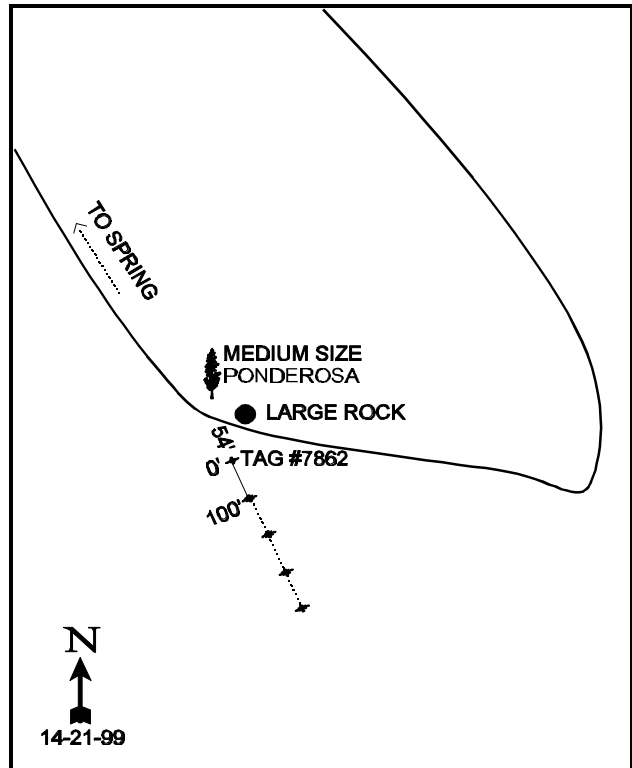 TO SPRING
MEDIUM SIZE
PONDEROSA
LARGE ROCK
54'
0'
TAG #7862
100'
N
14-21-99